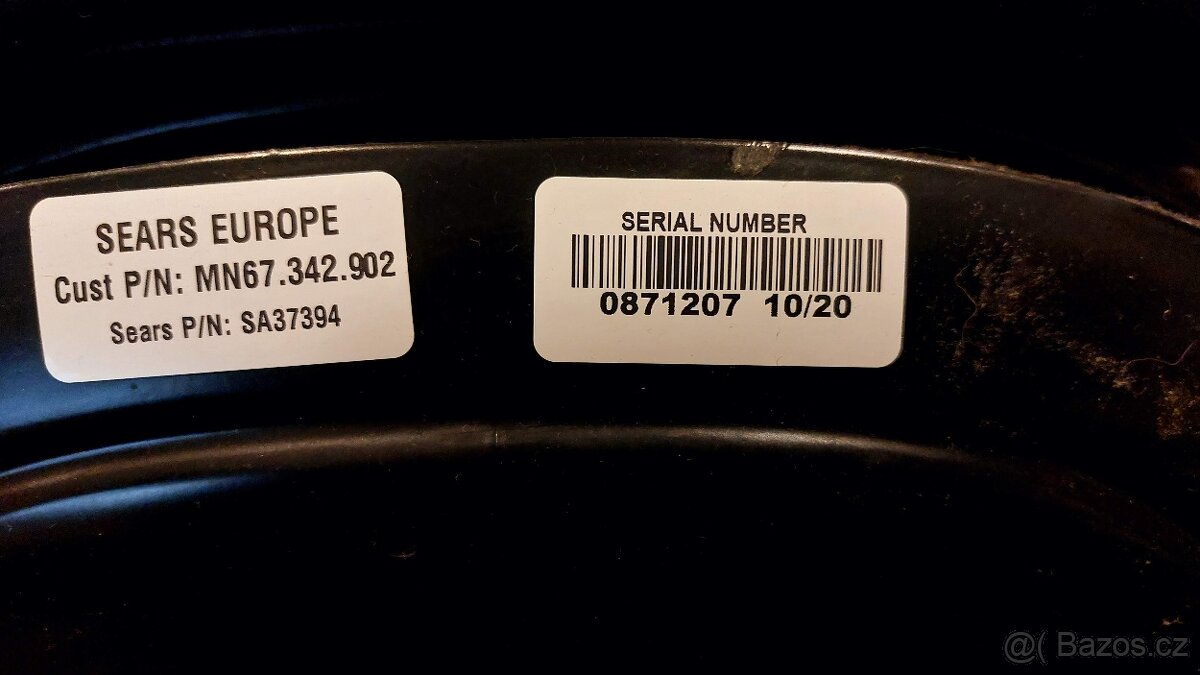 SEARS EUROPE
Cust P/N: MN67.342.902
Sears P/N: SA37394
SERIAL NUMBER
0871207 10/20
@( Bazos.cz